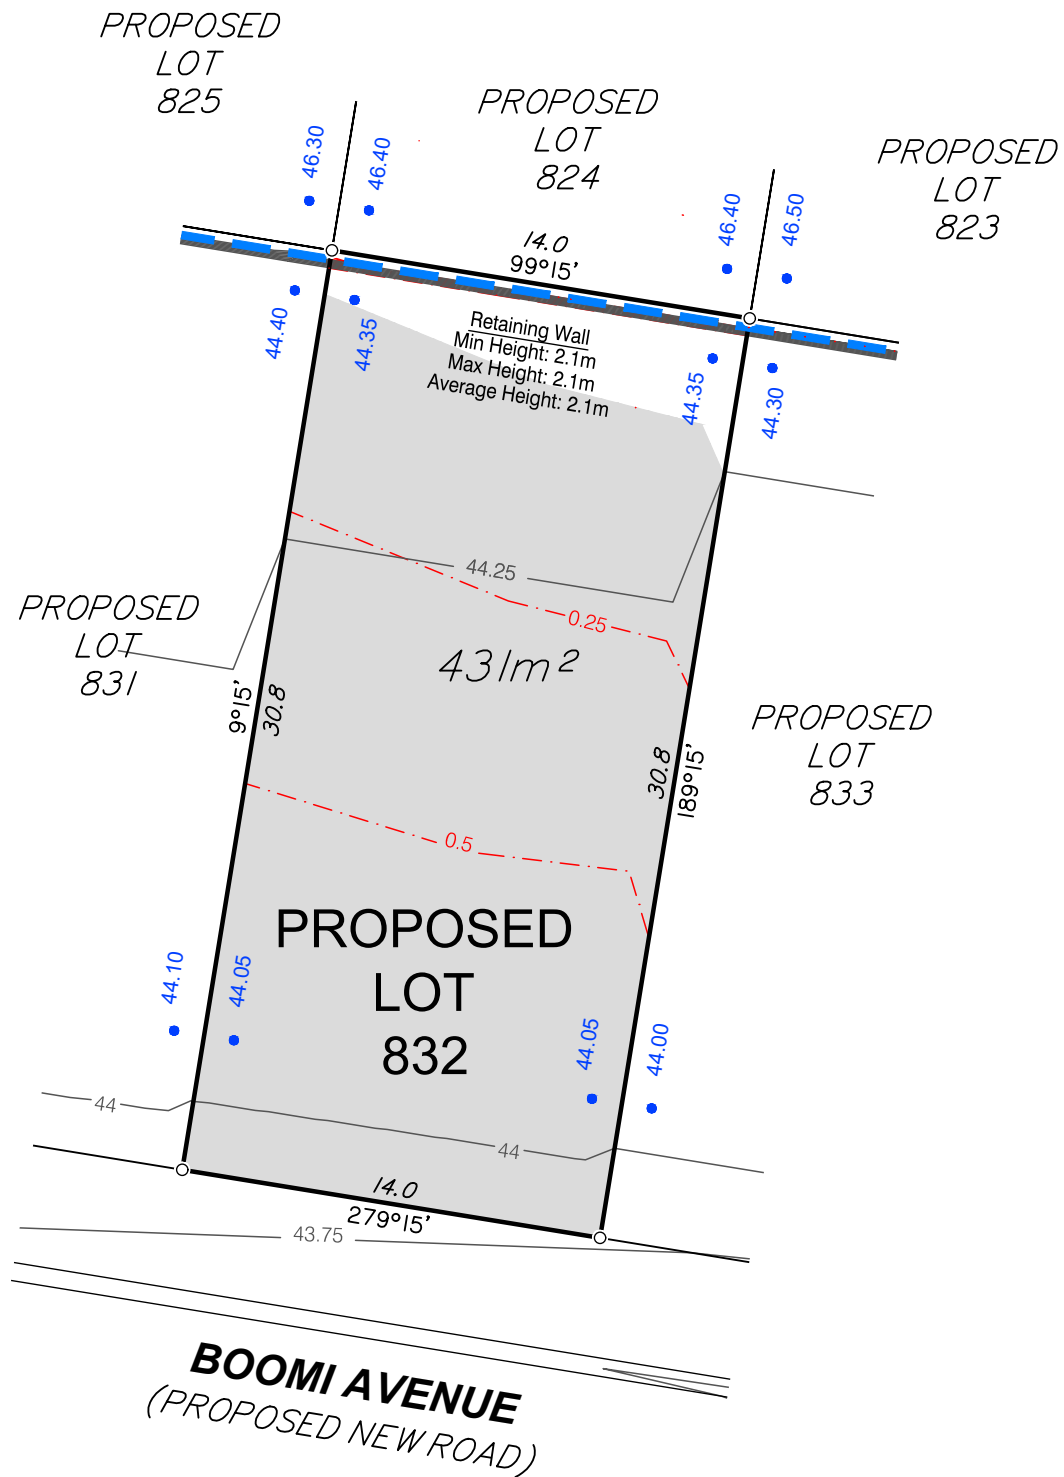 PROPOSED
LOT
825
PROPOSED
LOT
824
PROPOSED
LOT
823
46.30
46.40
46.40
46.50
14.0
99°15'
44.40
44.35
Retaining Wall
Min Height: 2.1m
Max Height: 2.1m
Average Height: 2.1m
44.35
44.30
44.25
0.25
431m²
PROPOSED
LOT
831
9°15'
30.8
30.8
189°15'
PROPOSED
LOT
833
0.5
PROPOSED
LOT
832
44.10
44.05
44.05
44.00
44
44
14.0
279°15'
43.75
BOOMI AVENUE
(PROPOSED NEW ROAD)